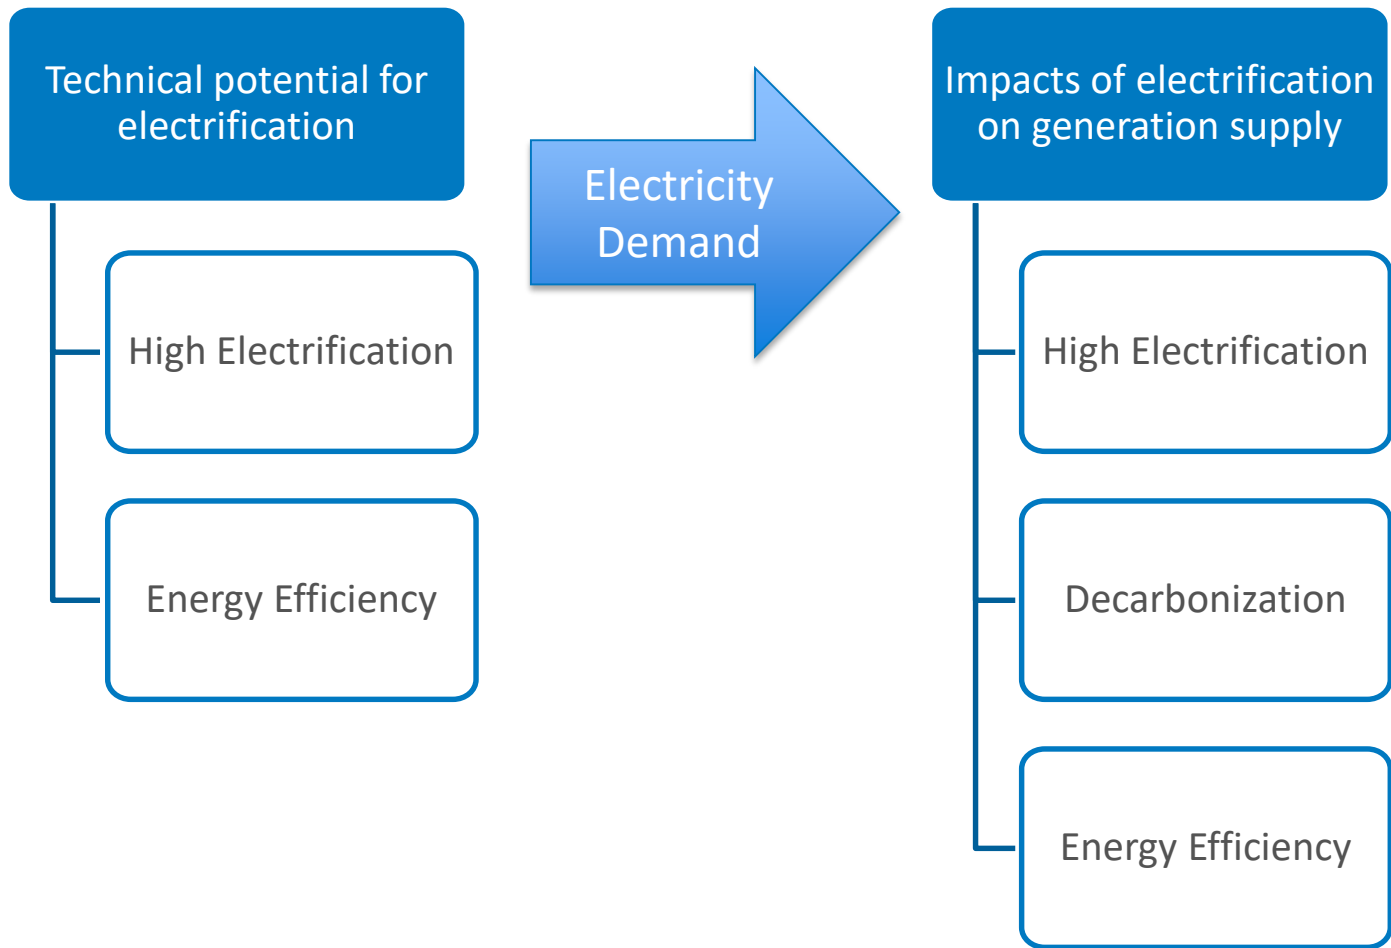 Technical potential for
electrification
High Electrification
Energy Efficiency
Electricity
Demand
Impacts of electrification
on generation supply
High Electrification
Decarbonization
Energy Efficiency